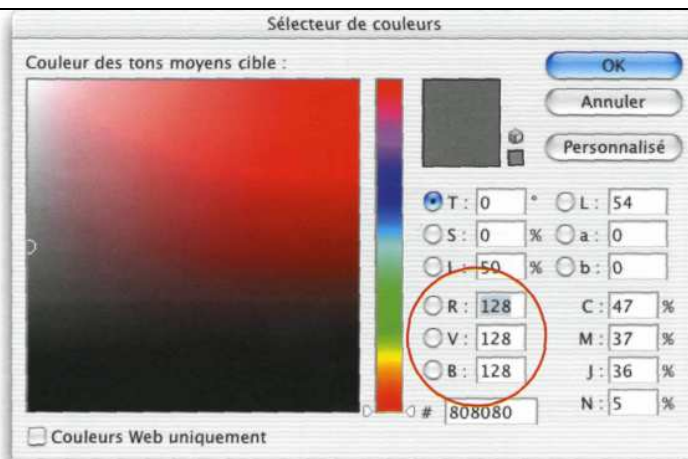 Sélecteur de couleurs
Couleur des tons moyens cible :
OK
Annuler
Personnalisé
T : 0 °
L : 54
S : 0 %
a : 0
L : 50 %
b : 0
R : 128
C : 47 %
V : 128
M : 37 %
B : 128
J : 36 %
# 808080
N : 5 %
Couleurs Web uniquement